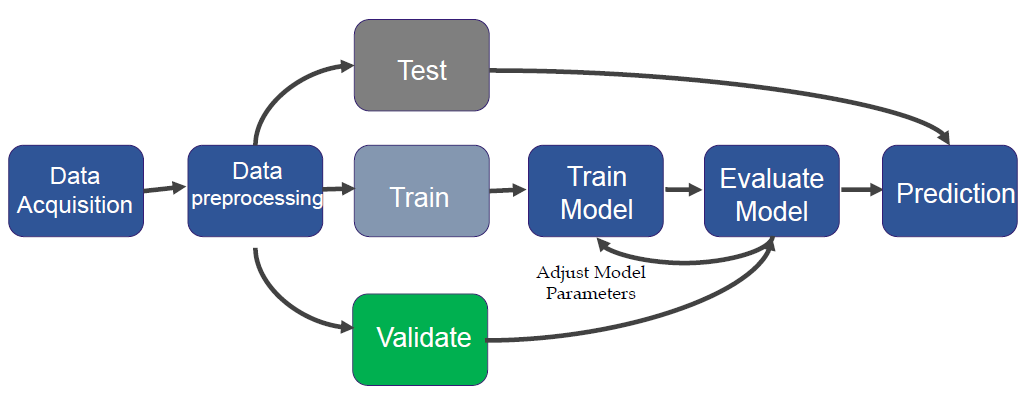 Test
Data
Acquisition
Data
preprocessing
Train
Train
Model
Evaluate
Model
Prediction
Adjust Model
Parameters
Validate